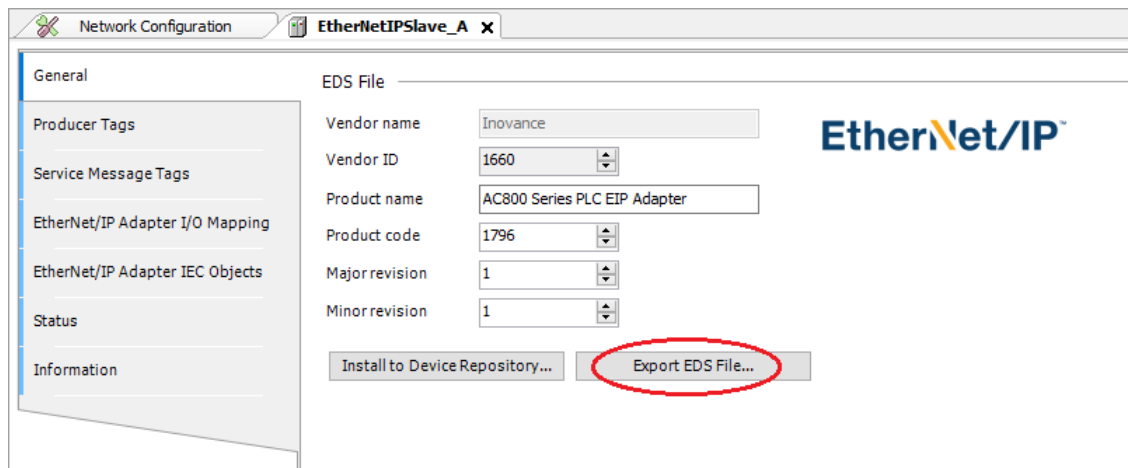 Network Configuration
EtherNetIPSlave_A
General
Producer Tags
Service Message Tags
EtherNet/IP Adapter I/O Mapping
EtherNet/IP Adapter IEC Objects
Status
Information
EDS File
Vendor name Inovance
Vendor ID 1660
Product name AC800 Series PLC EIP Adapter
Product code 1796
Major revision 1
Minor revision 1
Install to Device Repository... Export EDS File...
EtherNet/IP™